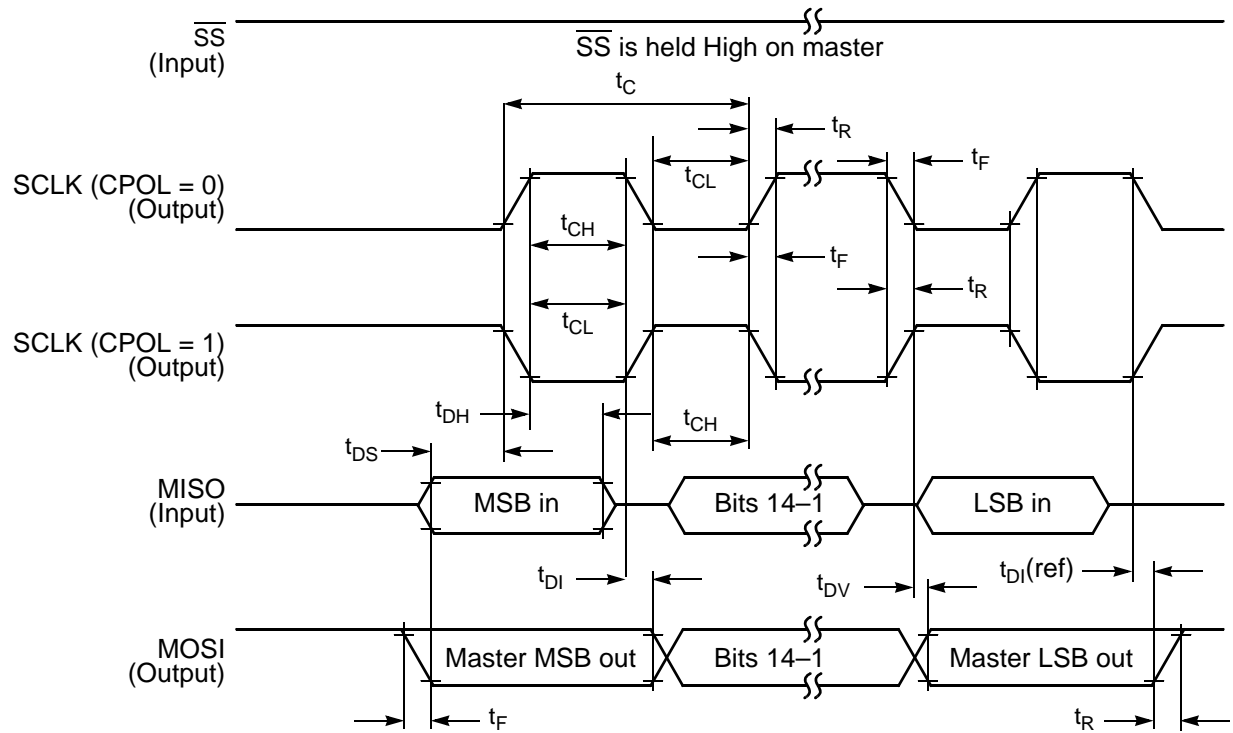 SS
(Input)
SS is held High on master
tC
tR
tF
SCLK (CPOL = 0)
(Output)
tCL
tCH
tF
tR
tCL
SCLK (CPOL = 1)
(Output)
tDH
tCH
tDS
MISO
(Input)
MSB in
Bits 14–1
LSB in
tDI
tDV
tDI(ref)
MOSI
(Output)
Master MSB out
Bits 14–1
Master LSB out
tF
tR